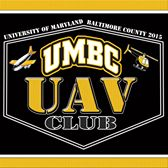 UNIVERSITY OF MARYLAND BALTIMORE COUNTY 2015
UMBC
UAV
CLUB